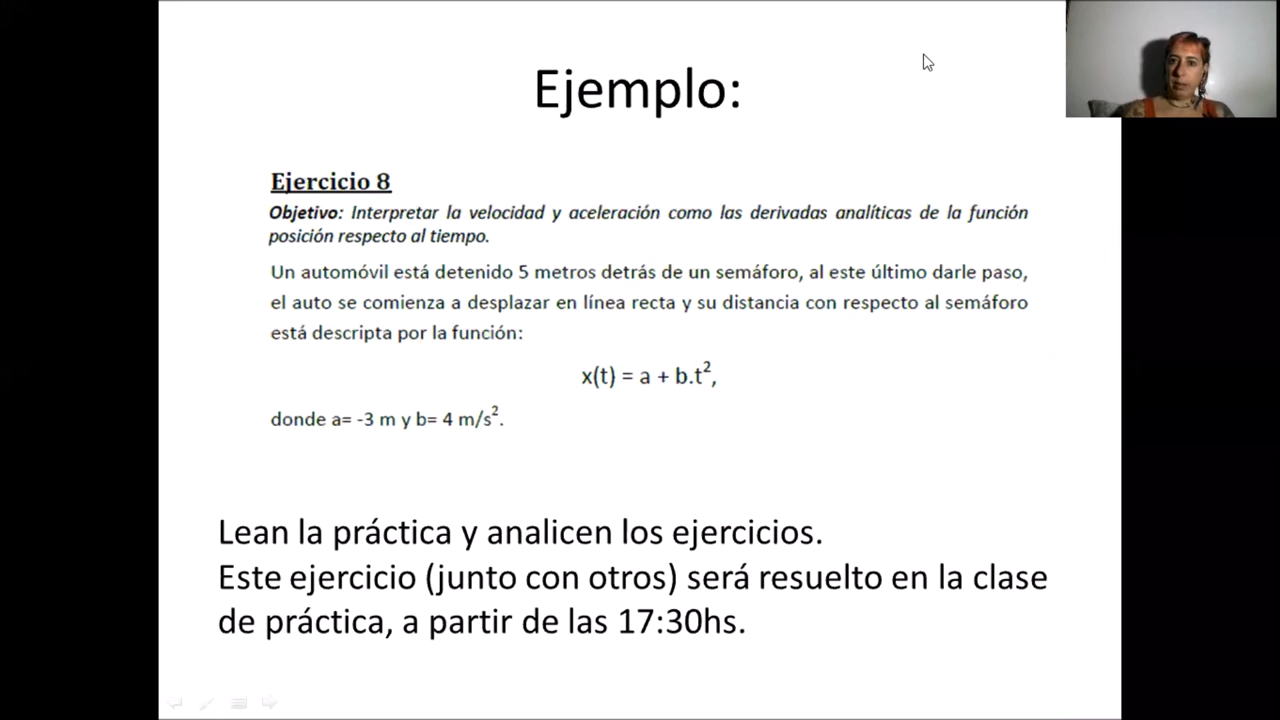 Ejemplo:
Ejercicio 8
Objetivo: Interpretar la velocidad y aceleración como las derivadas analíticas de la función
posición respecto al tiempo.
Un automóvil está detenido 5 metros detrás de un semáforo, al este último darle paso,
el auto se comienza a desplazar en línea recta y su distancia con respecto al semáforo
está descripta por la función:
x(t) = a + b.t²,
donde a= -3 m y b= 4 m/s².
Lean la práctica y analicen los ejercicios.
Este ejercicio (junto con otros) será resuelto en la clase
de práctica, a partir de las 17:30hs.